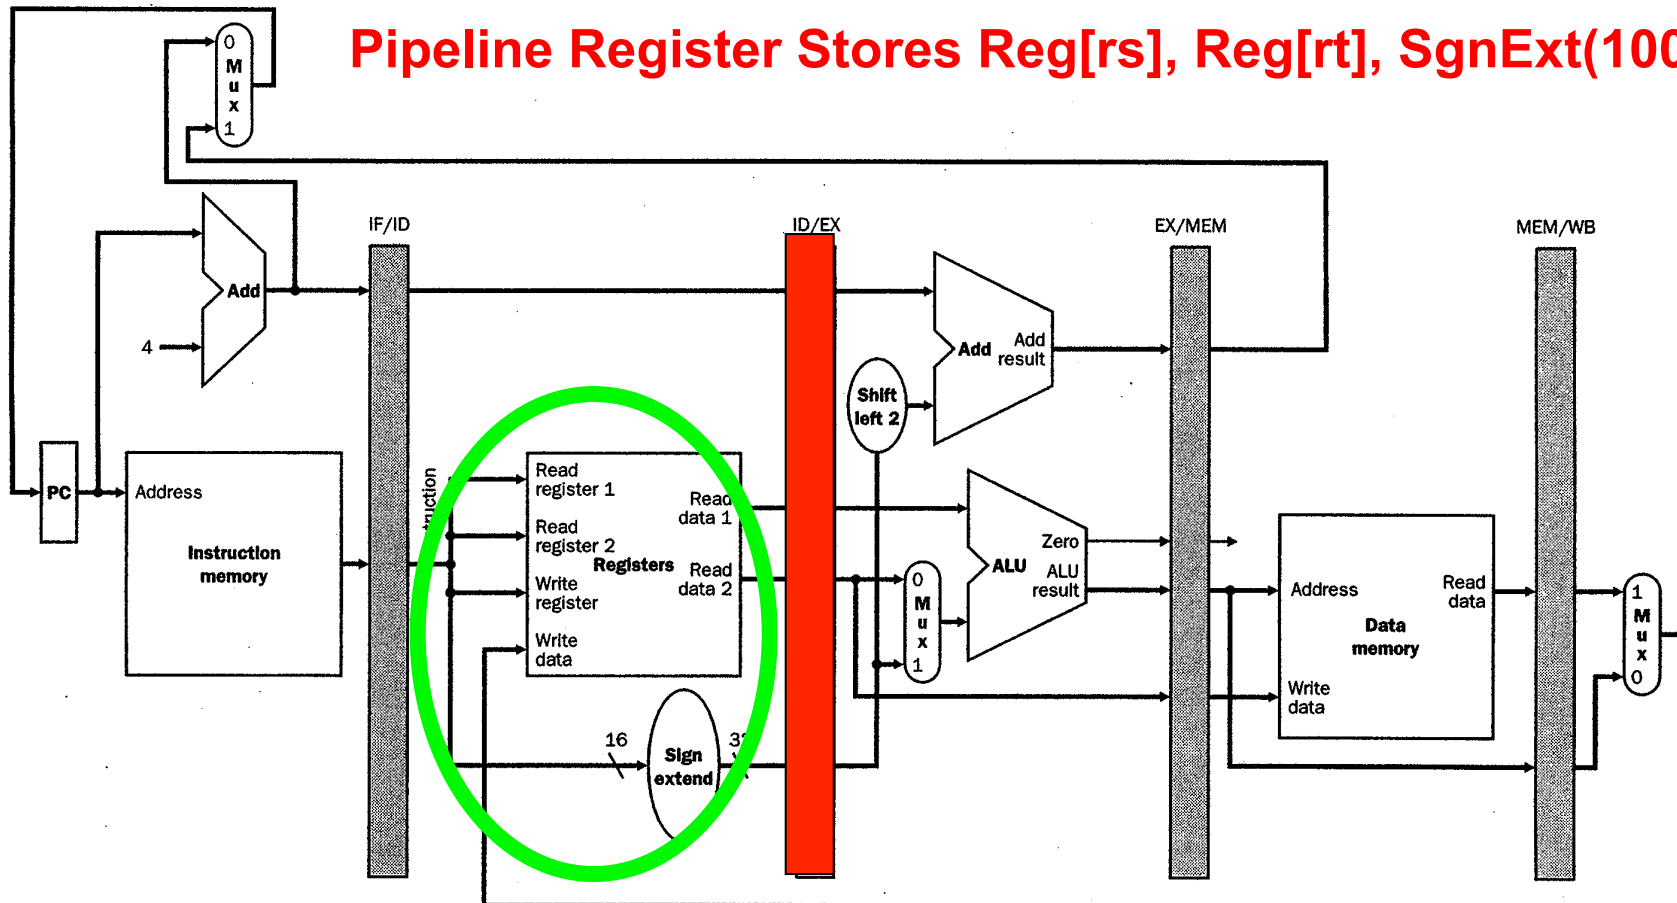 Pipeline Register Stores Reg[rs], Reg[rt], SgnExt(100
0
M
u
x
1
IF/ID
ID/EX
EX/MEM
MEM/WB
Add
4
Add
Add
result
Shift
left 2
PC
Address
Instruction
memory
Read
register 1
Read
register 2
Registers
Write
register
Write
data
Read
data 1
Read
data 2
16
Sign
extend
0
M
u
x
1
Zero
ALU
ALU
result
Address
Read
data
Data
memory
Write
data
1
M
u
x
0